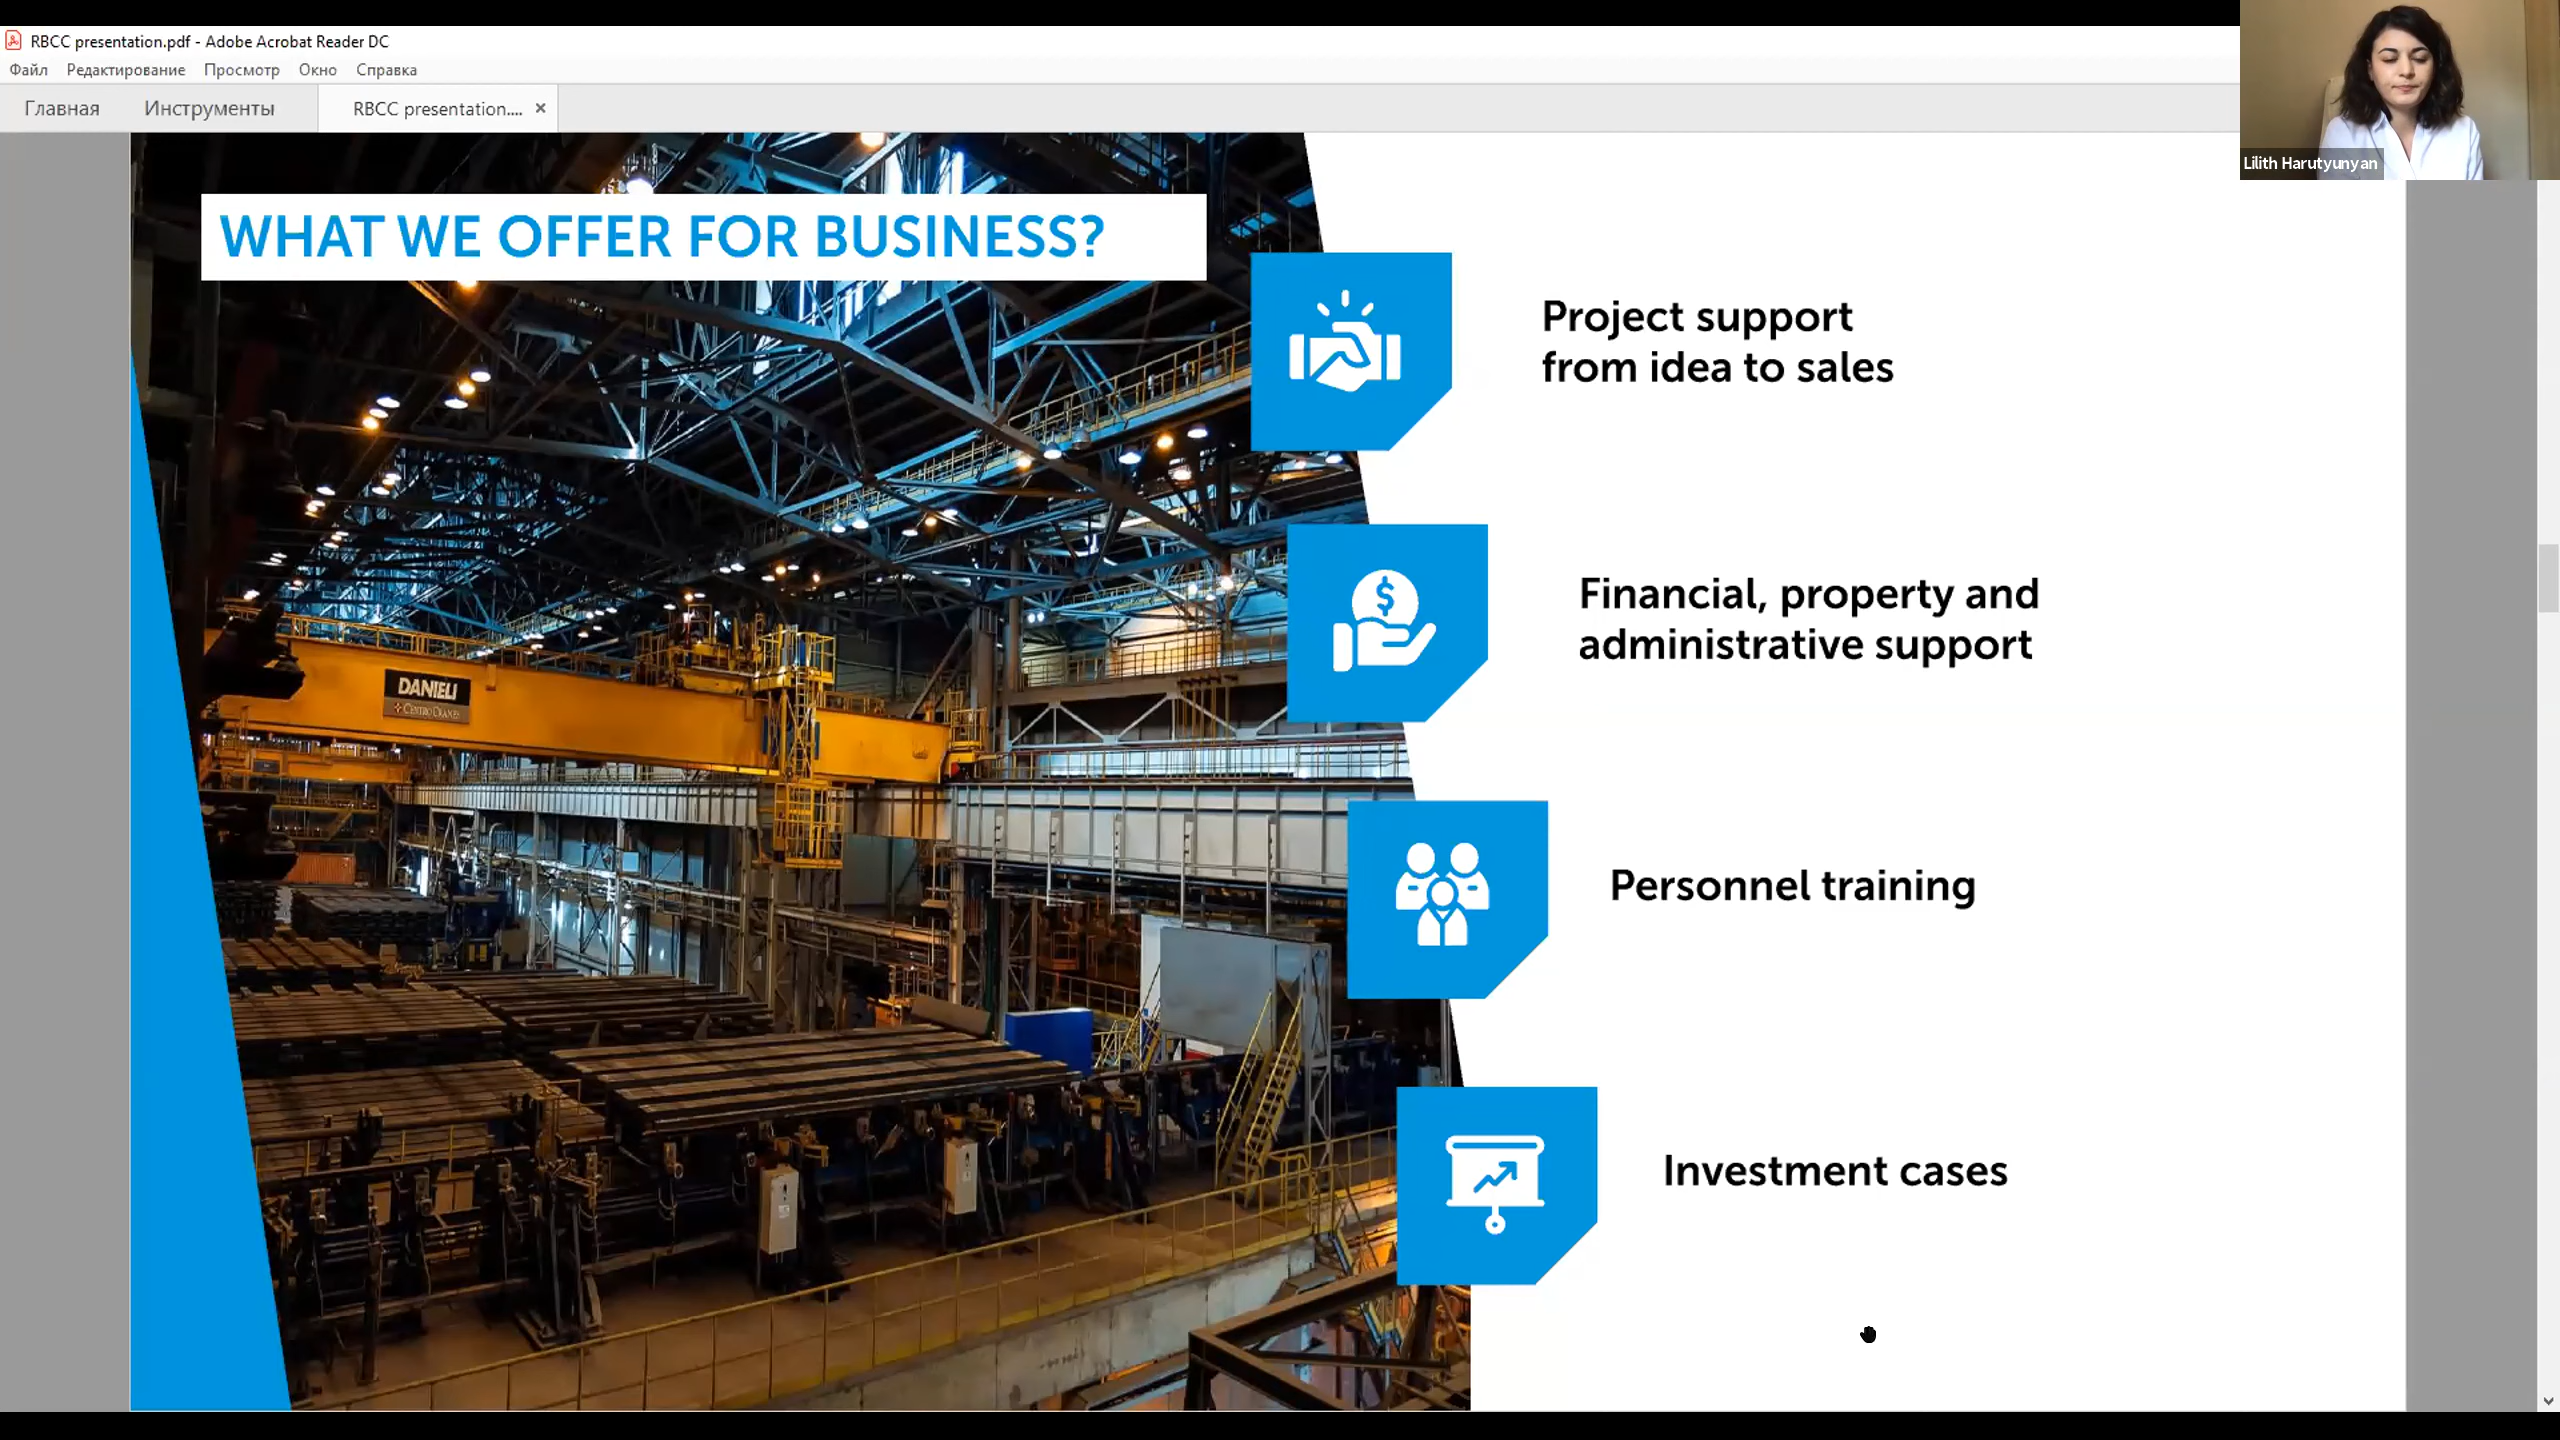 RBCC presentation.pdf - Adobe Acrobat Reader DC
Файл Редактирование Просмотр Окно Справка
Главная Инструменты RBCC presentation....
Lilith Harutyunyan
WHAT WE OFFER FOR BUSINESS?
Project support
from idea to sales
Financial, property and
administrative support
DANIELI
CENTRO CRANES
Personnel training
Investment cases